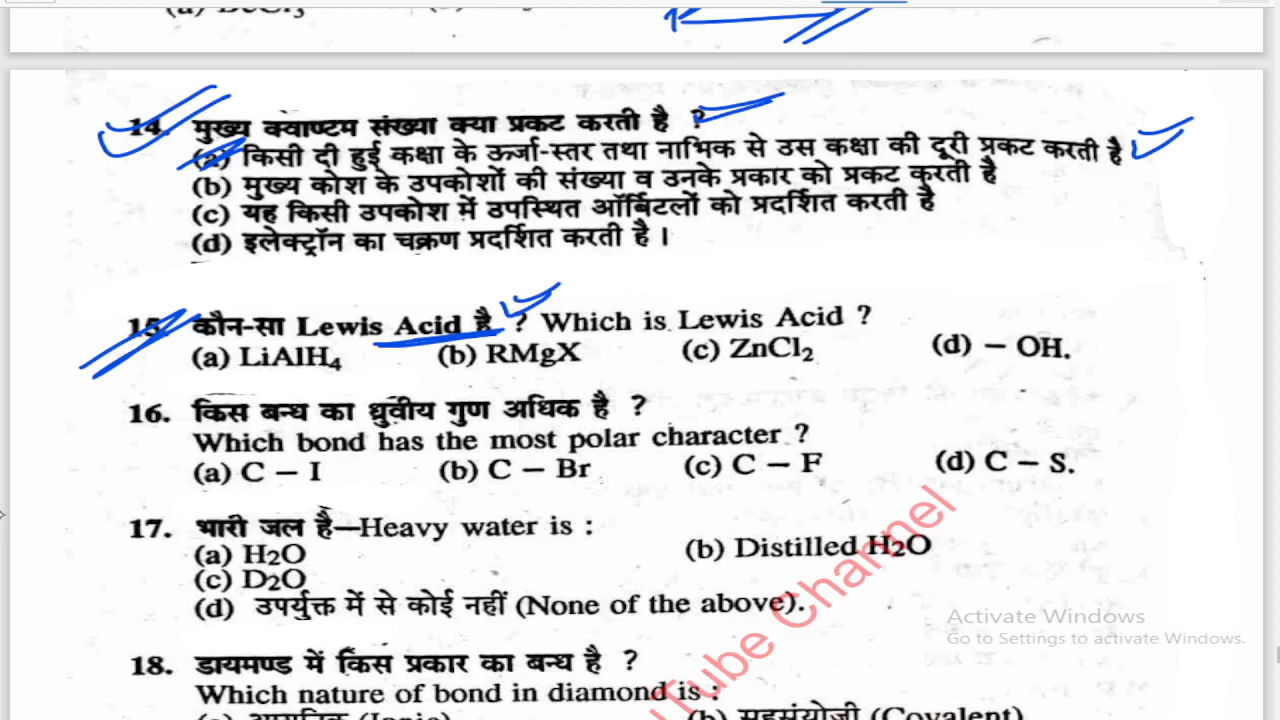 14. मुख्य क्वाण्टम संख्या क्या प्रकट करती है ?
(a) किसी दी हुई कक्षा के ऊर्जा-स्तर तथा नाभिक से उस कक्षा की दूरी प्रकट करती है
(b) मुख्य कोश के उपकोशों की संख्या व उनके प्रकार को प्रकट करती है
(c) यह किसी उपकोश में उपस्थित ऑर्बिटलों को प्रदर्शित करती है
(d) इलेक्ट्रॉन का चक्रण प्रदर्शित करती है ।
15. कौन-सा Lewis Acid है ? Which is Lewis Acid ?
(a) LiAlH4 (b) RMgX (c) ZnCl2 (d) – OH.
16. किस बन्ध का ध्रुवीय गुण अधिक है ?
Which bond has the most polar character ?
(a) C – I (b) C – Br (c) C – F (d) C – S.
17. भारी जल है—Heavy water is :
(a) H2O (b) Distilled H2O
(c) D2O
(d) उपर्युक्त में से कोई नहीं (None of the above).
18. डायमण्ड में किस प्रकार का बन्ध है ?
Which nature of bond in diamond is :
(b) सहसंयोजी (Covalent)
Tube Channel
Activate Windows
Go to Settings to activate Windows.